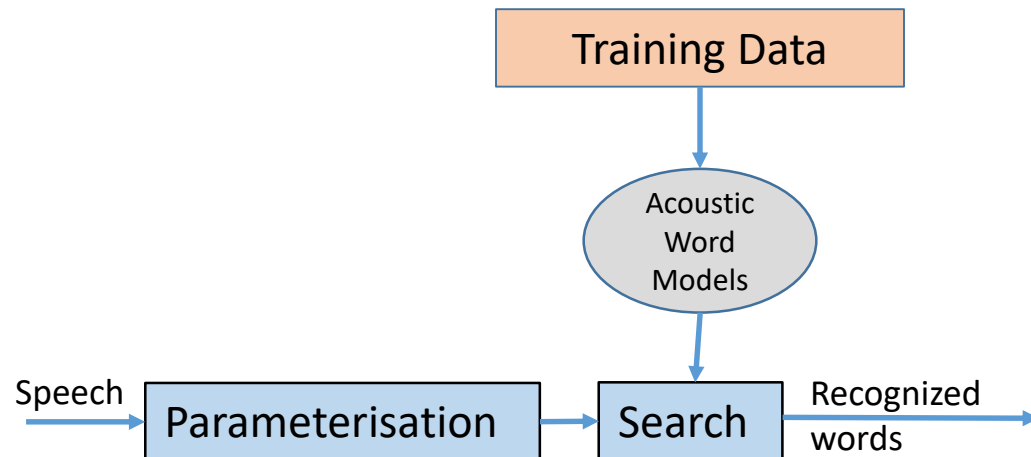 Training Data
Acoustic
Word
Models
Speech
Parameterisation
Search
Recognized
words